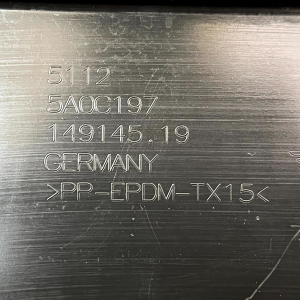 5112
5A0C197
149145.19
GERMANY
>PP-EPDM-TX15<